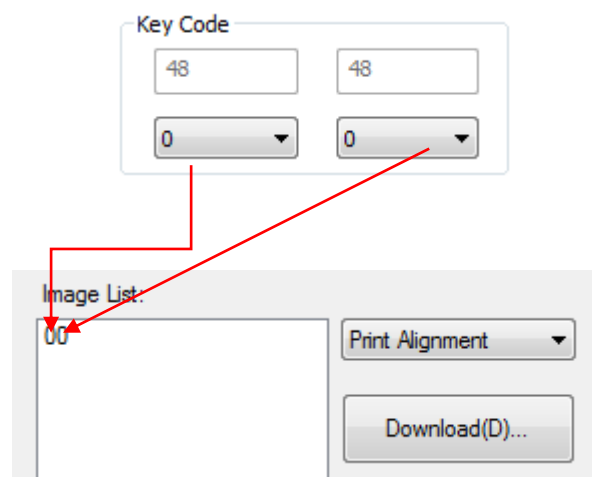 Key Code
48 48
0 0
Image List:
00
Print Alignment
Download(D)...